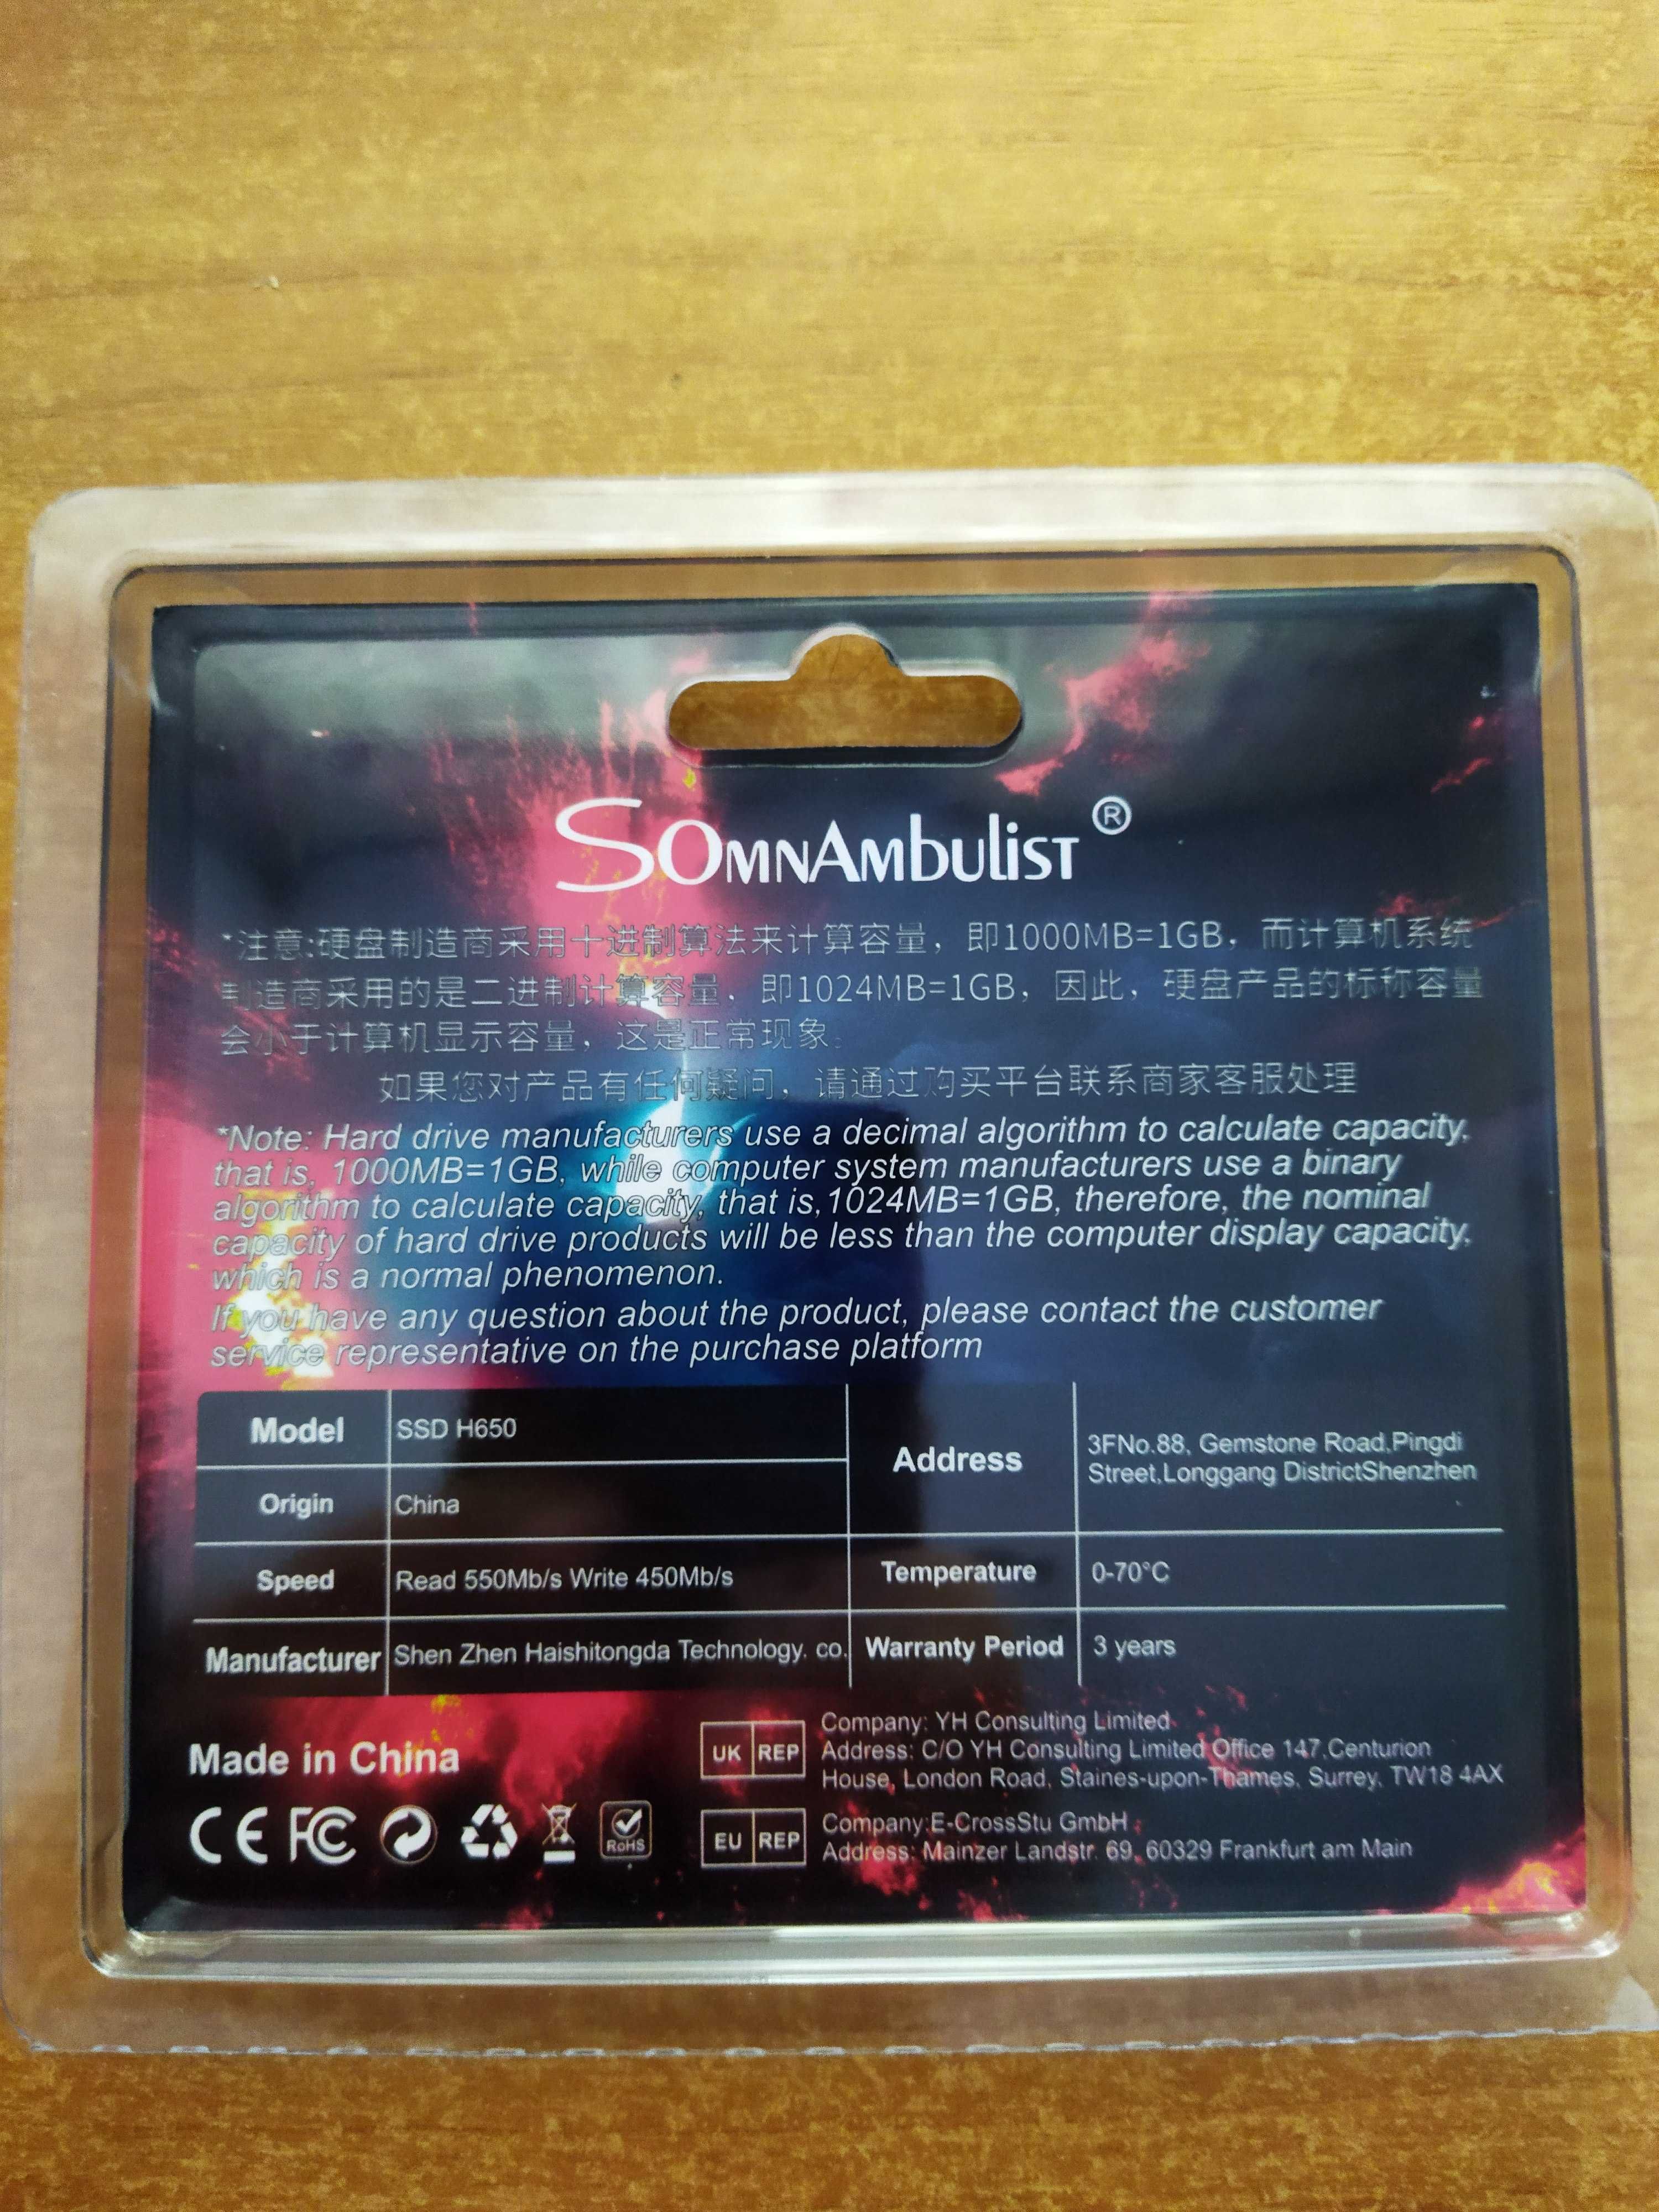 SOMNAMbuliST ®
*注意:硬盘制造商采用十进制算法来计算容量，即1000MB=1GB，而计算机系统
制造商采用的是二进制计算容量，即1024MB=1GB，因此，硬盘产品的标称容量
会小于计算机显示容量，这是正常现象。
如果您对产品有任何疑问，请通过购买平台联系商家客服处理
*Note: Hard drive manufacturers use a decimal algorithm to calculate capacity,
that is, 1000MB=1GB, while computer system manufacturers use a binary
algorithm to calculate capacity, that is,1024MB=1GB, therefore, the nominal
capacity of hard drive products will be less than the computer display capacity,
which is a normal phenomenon.
If you have any question about the product, please contact the customer
service representative on the purchase platform
Model SSD H650
Origin China
Address 3FNo.88, Gemstone Road,Pingdi
Street,Longgang DistrictShenzhen
Speed Read 550Mb/s Write 450Mb/s
Temperature 0-70°C
Manufacturer Shen Zhen Haishitongda Technology. co.
Warranty Period 3 years
Made in China
CE FC RoHS
UK REP
Company: YH Consulting Limited
Address: C/O YH Consulting Limited Office 147,Centurion
House, London Road, Staines-upon-Thames, Surrey, TW18 4AX
EU REP
Company:E-CrossStu GmbH
Address: Mainzer Landstr. 69, 60329 Frankfurt am Main